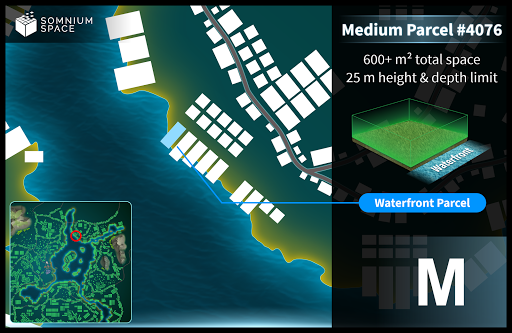 SOMNIUM
SPACE
Medium Parcel #4076
600+ m² total space
25 m height & depth limit
Waterfront
Waterfront Parcel
M